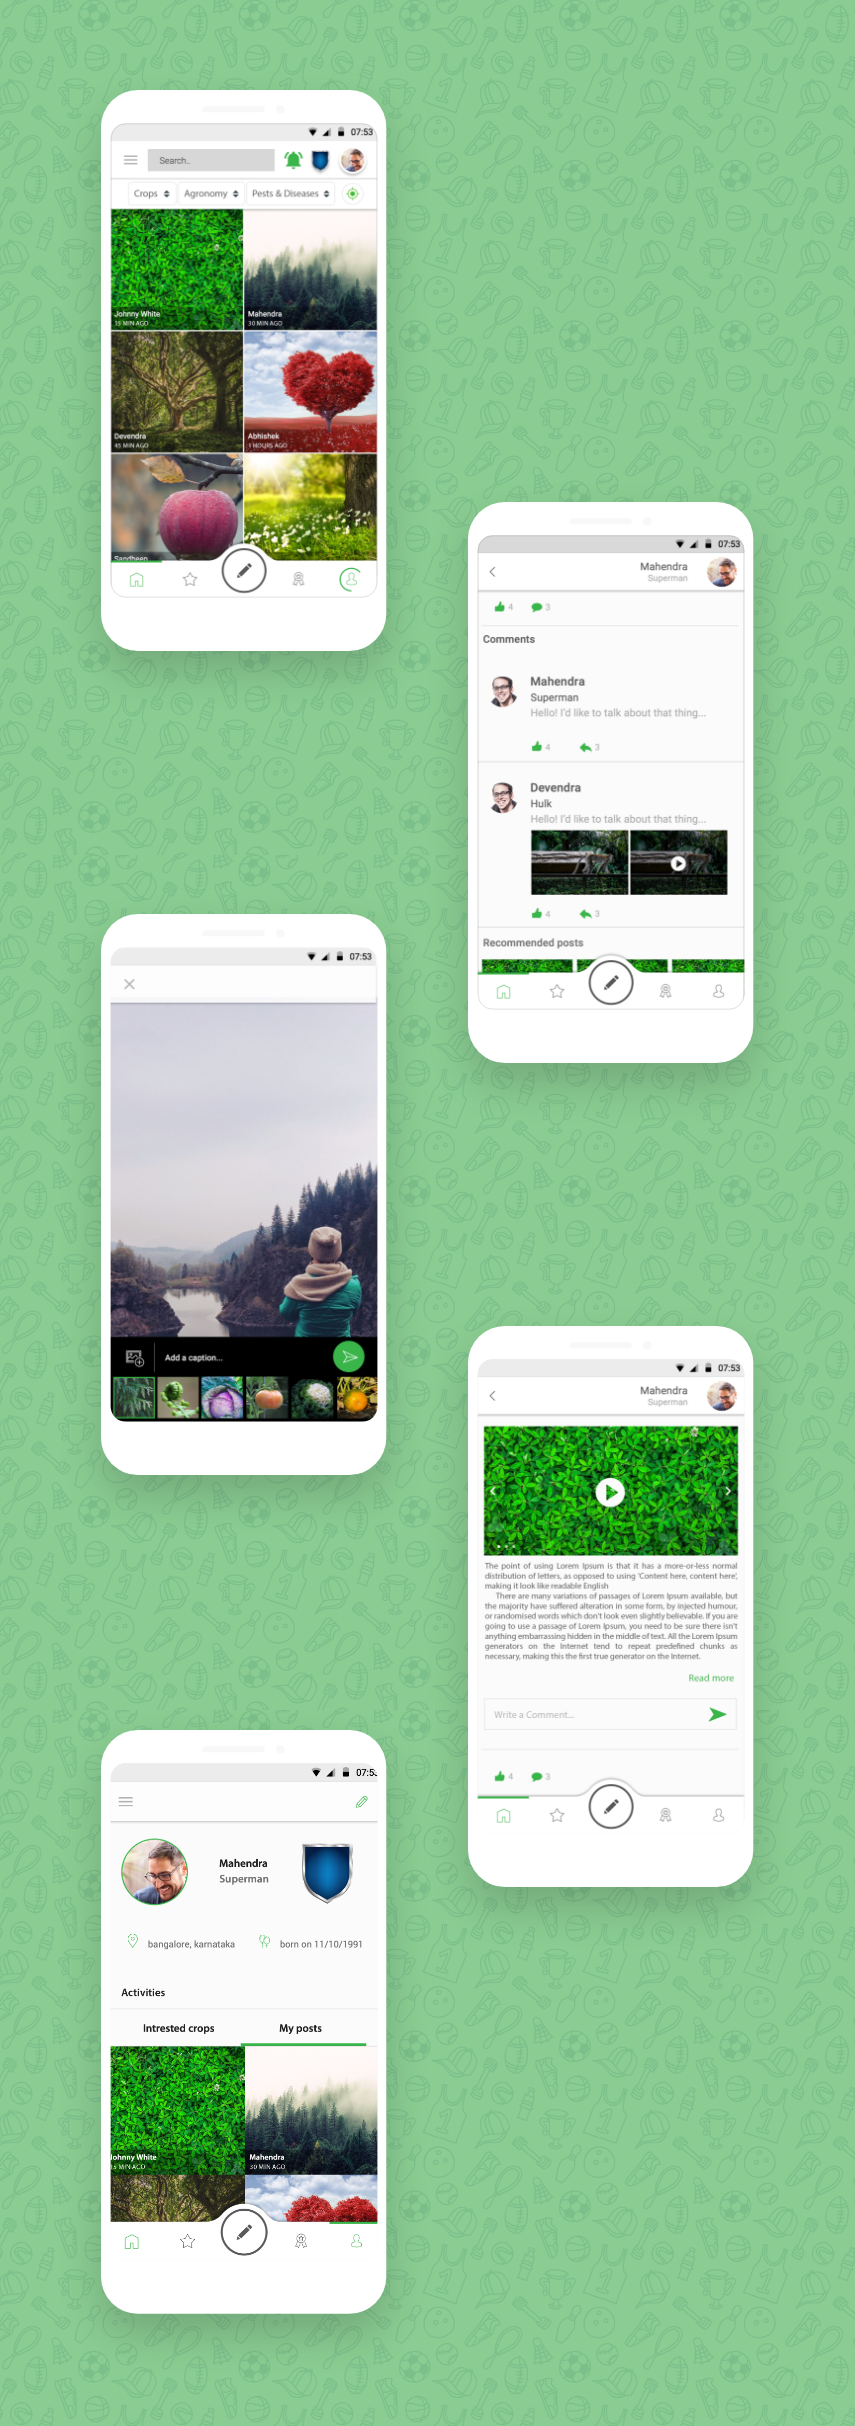 07:53
Search..
Crops
Agronomy
Pests & Diseases
Johnny White
15 MIN AGO
Mahendra
30 MIN AGO
Devendra
45 MIN AGO
Abhishek
1 HOURS AGO
Sandheep
07:53
Mahendra
Superman
4
3
Comments
Mahendra
Superman
Hello! I'd like to talk about that thing...
4
3
Devendra
Hulk
Hello! I'd like to talk about that thing...
4
3
Recommended posts
07:53
Add a caption...
07:53
Mahendra
Superman
The point of using Lorem Ipsum is that it has a more-or-less normal
distribution of letters, as opposed to using 'Content here, content here',
making it look like readable English
There are many variations of passages of Lorem Ipsum available, but
the majority have suffered alteration in some form, by injected humour,
or randomised words which don't look even slightly believable. If you are
going to use a passage of Lorem Ipsum, you need to be sure there isn't
anything embarrassing hidden in the middle of text. All the Lorem Ipsum
generators on the Internet tend to repeat predefined chunks as
necessary, making this the first true generator on the Internet.
Read more
Write a Comment...
4
3
07:53
Mahendra
Superman
bangalore, karnataka
born on 11/10/1991
Activities
Intrested crops
My posts
Johnny White
15 MIN AGO
Mahendra
30 MIN AGO